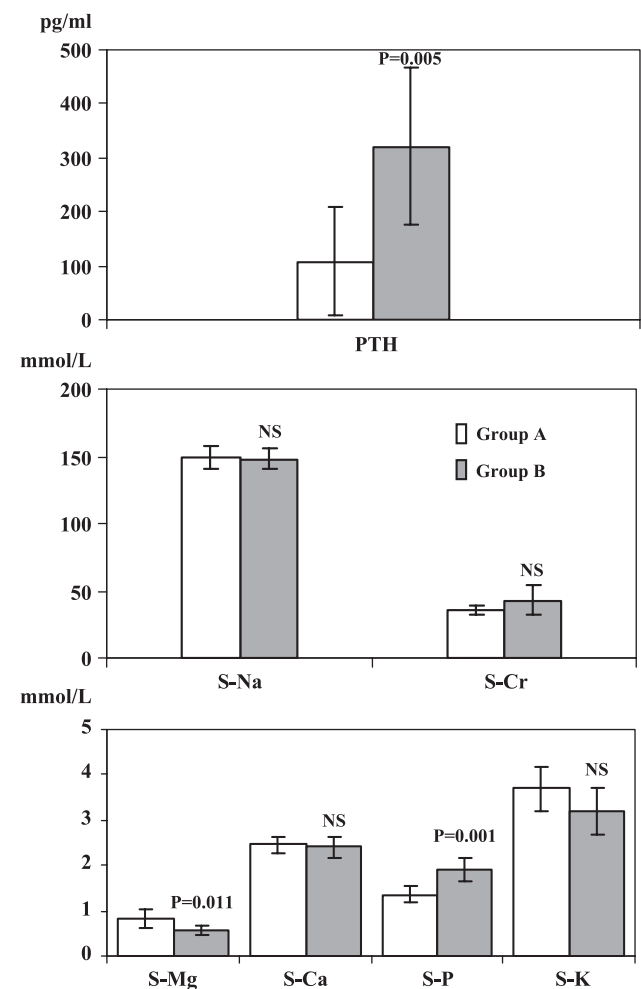 pg/ml
500
P=0.005
400
300
200
100
0
PTH
mmol/L
200
NS
Group A
150
Group B
100
NS
50
0
S-Na S-Cr
mmol/L
5
4
NS
3
NS
P=0.001
2
P=0.011
1
0
S-Mg S-Ca S-P S-K